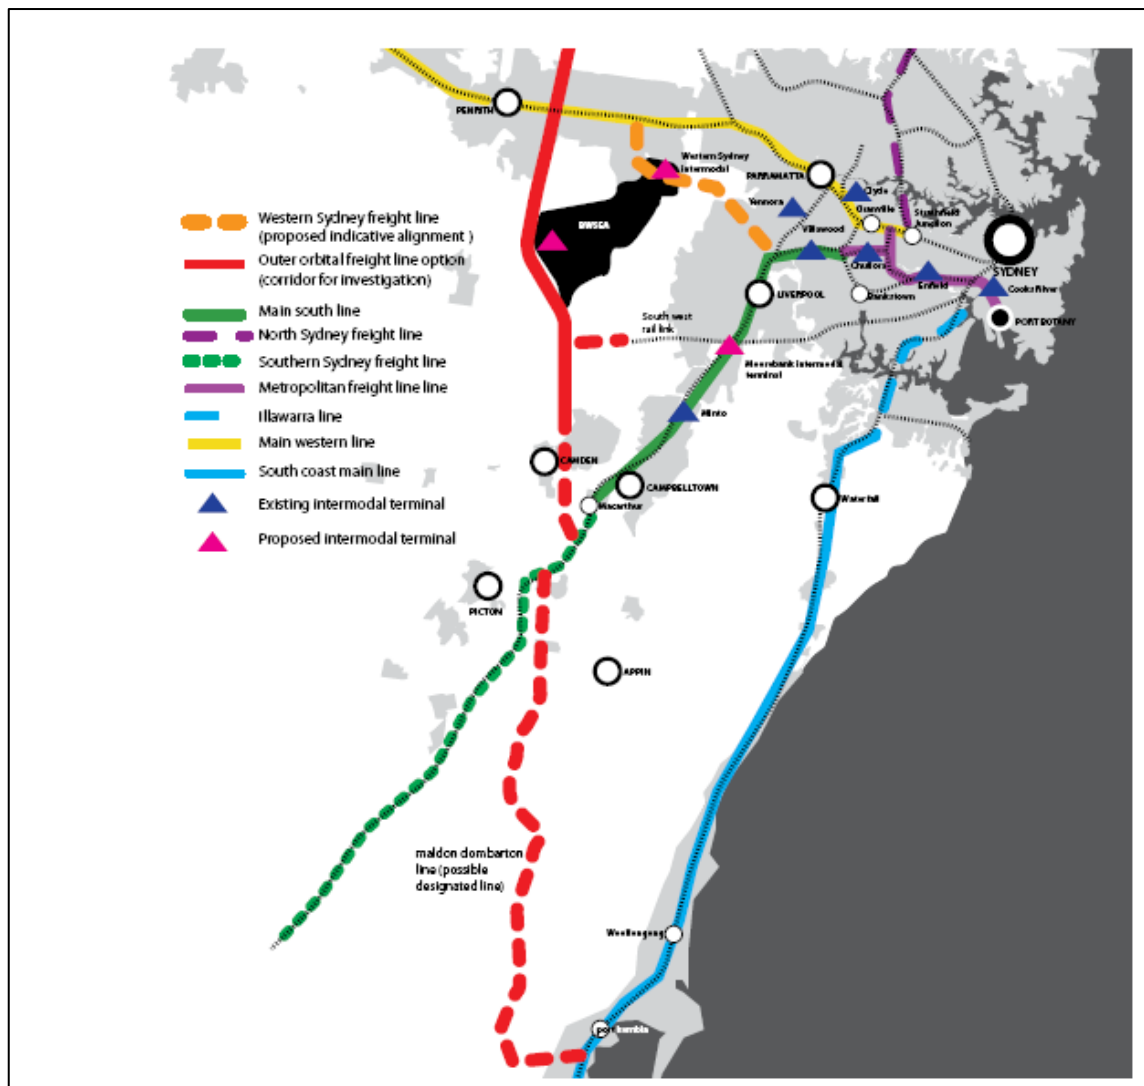 PENRITH
Western Sydney
Intermodal
PARRAMATTA
Clyde
Yennora
Granville
Strathfield
Junction
Villawood
BWSEA
SYDNEY
Chullora
Enfield
Cooks River
LIVERPOOL
Bankstown
PORT BOTANY
South west
rail link
Moorebank intermodal
terminal
Minto
CAMDEN
CAMPBELLTOWN
Macarthur
Waterfall
PICTON
APPIN
maldon dombarton
line (possible
designated line)
Woollongong
port kembla
Western Sydney freight line
(proposed indicative alignment )
Outer orbital freight line option
(corridor for investigation)
Main south line
North Sydney freight line
Southern Sydney freight line
Metropolitan freight line line
Illawarra line
Main western line
South coast main line
Existing intermodal terminal
Proposed intermodal terminal